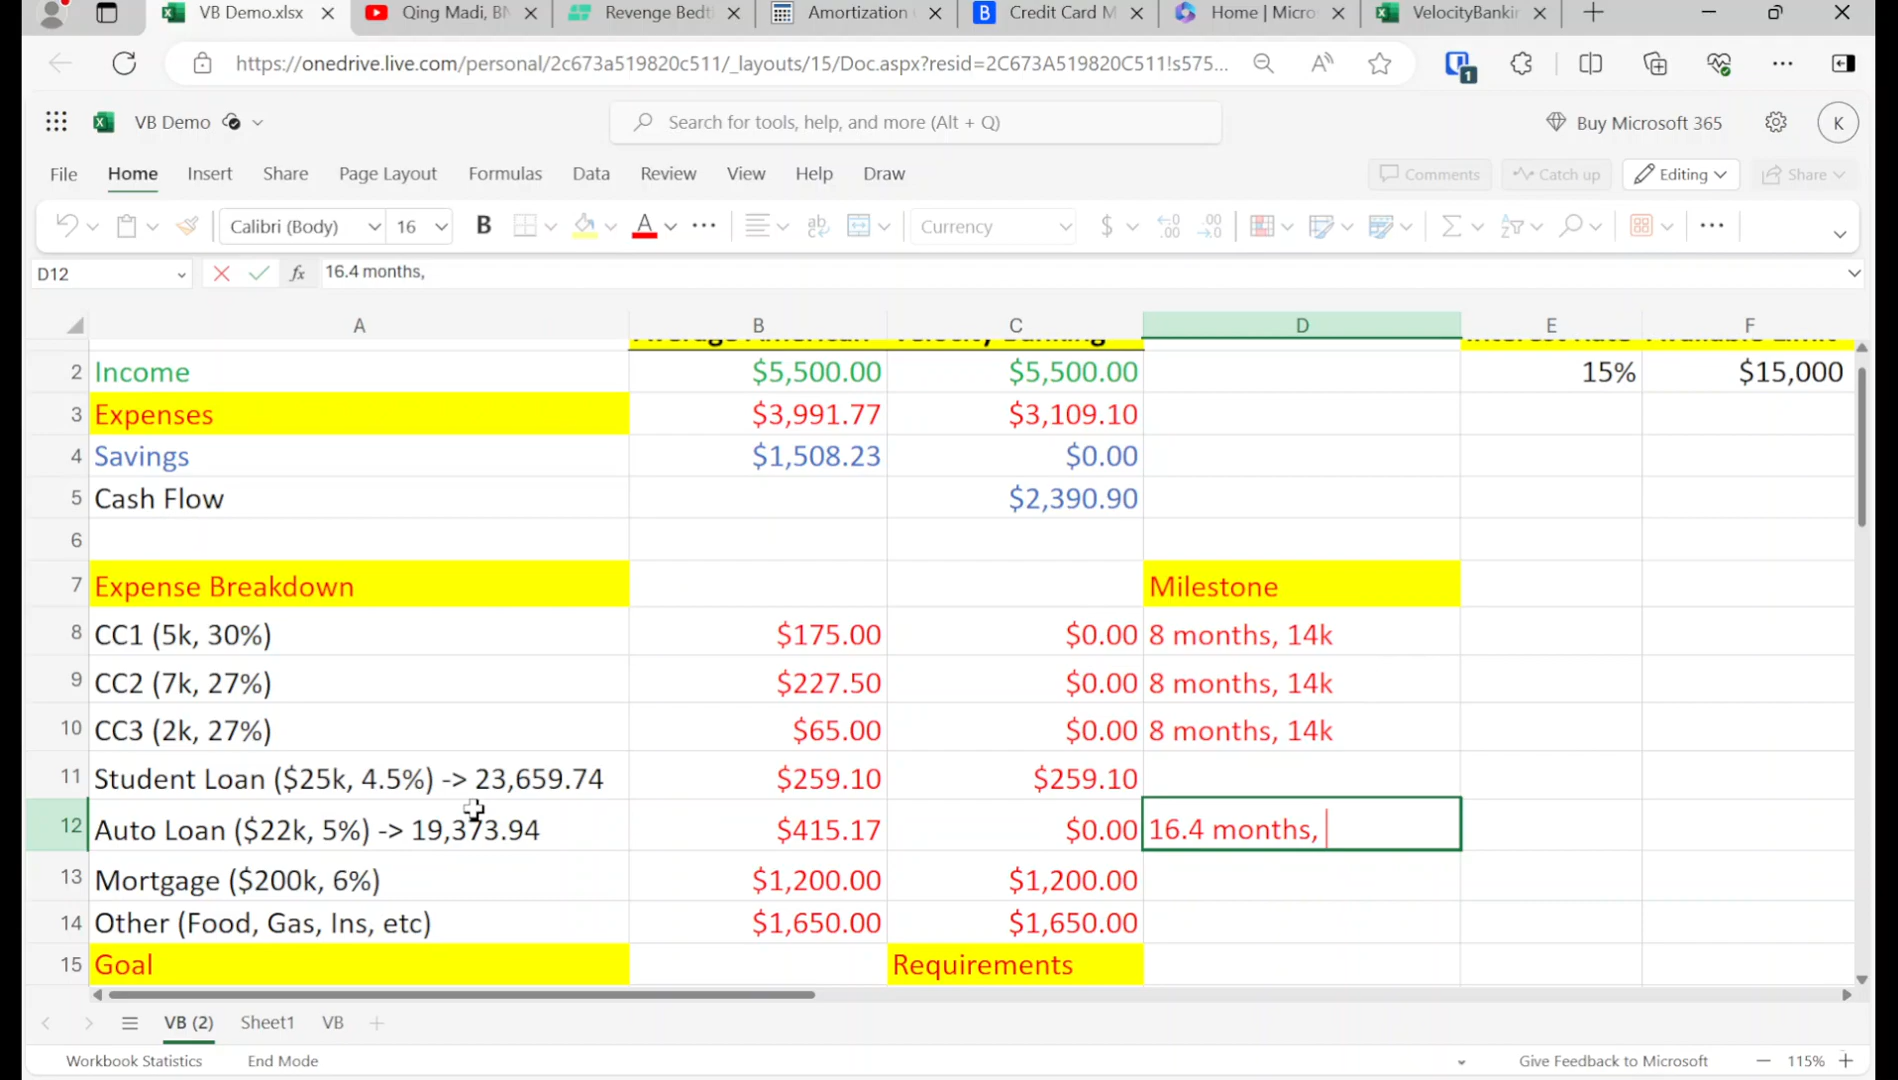 VB Demo.xlsx
Qing Madi, BN
Revenge Bedt
Amortization
Credit Card M
Home | Micro
VelocityBankin
https://onedrive.live.com/personal/2c673a519820c511/_layouts/15/Doc.aspx?resid=2C673A519820C511!s575...
1
VB Demo
Search for tools, help, and more (Alt + Q)
Buy Microsoft 365
K
File Home Insert Share Page Layout Formulas Data Review View Help Draw
Comments Catch up Editing Share
Calibri (Body) 16 B A ab Currency $ .00
D12 fx 16.4 months,
A B C D E F
Average American Velocity Banking Interest Rate Available Limit
2 Income $5,500.00 $5,500.00 15% $15,000
3 Expenses $3,991.77 $3,109.10
4 Savings $1,508.23 $0.00
5 Cash Flow $2,390.90
6
7 Expense Breakdown Milestone
8 CC1 (5k, 30%) $175.00 $0.00 8 months, 14k
9 CC2 (7k, 27%) $227.50 $0.00 8 months, 14k
10 CC3 (2k, 27%) $65.00 $0.00 8 months, 14k
11 Student Loan ($25k, 4.5%) -> 23,659.74 $259.10 $259.10
12 Auto Loan ($22k, 5%) -> 19,373.94 $415.17 $0.00 16.4 months,
13 Mortgage ($200k, 6%) $1,200.00 $1,200.00
14 Other (Food, Gas, Ins, etc) $1,650.00 $1,650.00
15 Goal Requirements
VB (2) Sheet1 VB
Workbook Statistics End Mode Give Feedback to Microsoft 115%